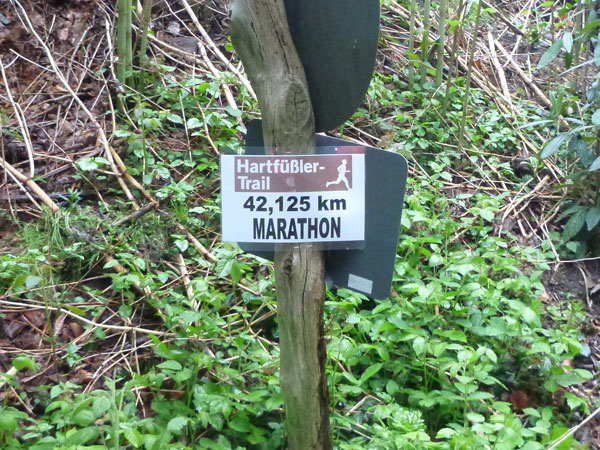 Hartfüßler-
Trail
42,125 km
MARATHON